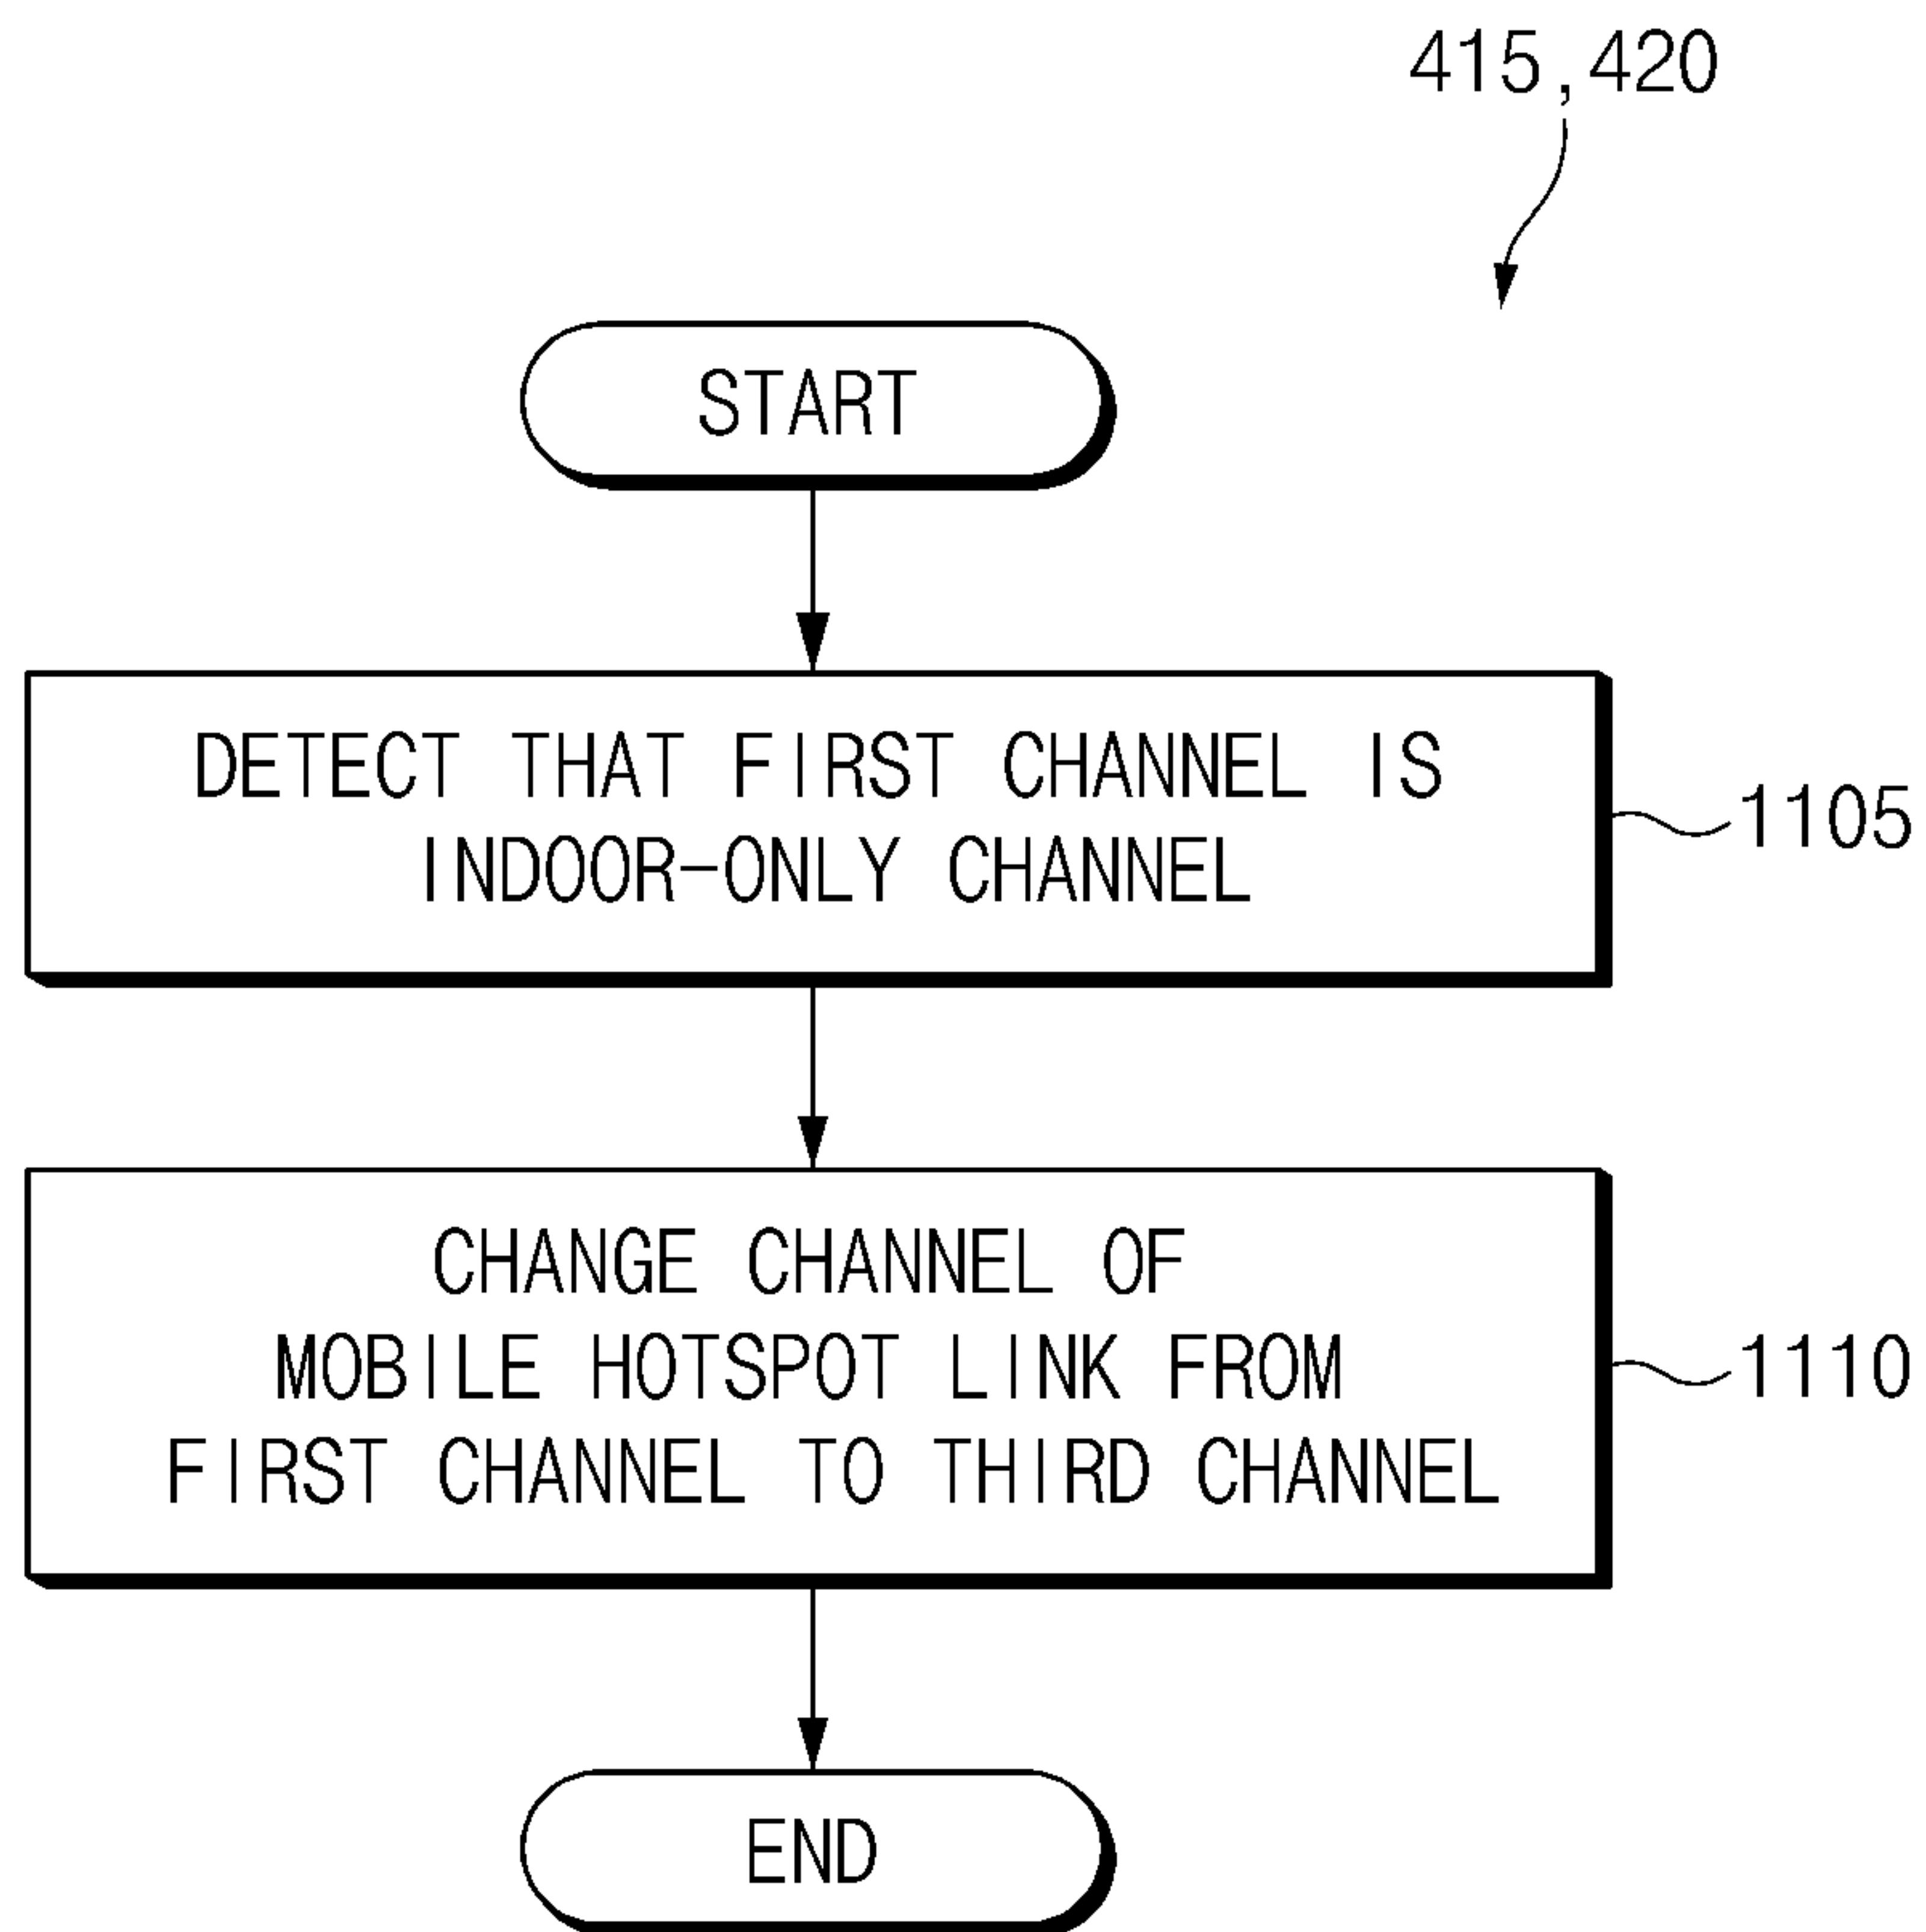 415,420
START
DETECT THAT FIRST CHANNEL IS
INDOOR-ONLY CHANNEL
1105
CHANGE CHANNEL OF
MOBILE HOTSPOT LINK FROM
FIRST CHANNEL TO THIRD CHANNEL
1110
END